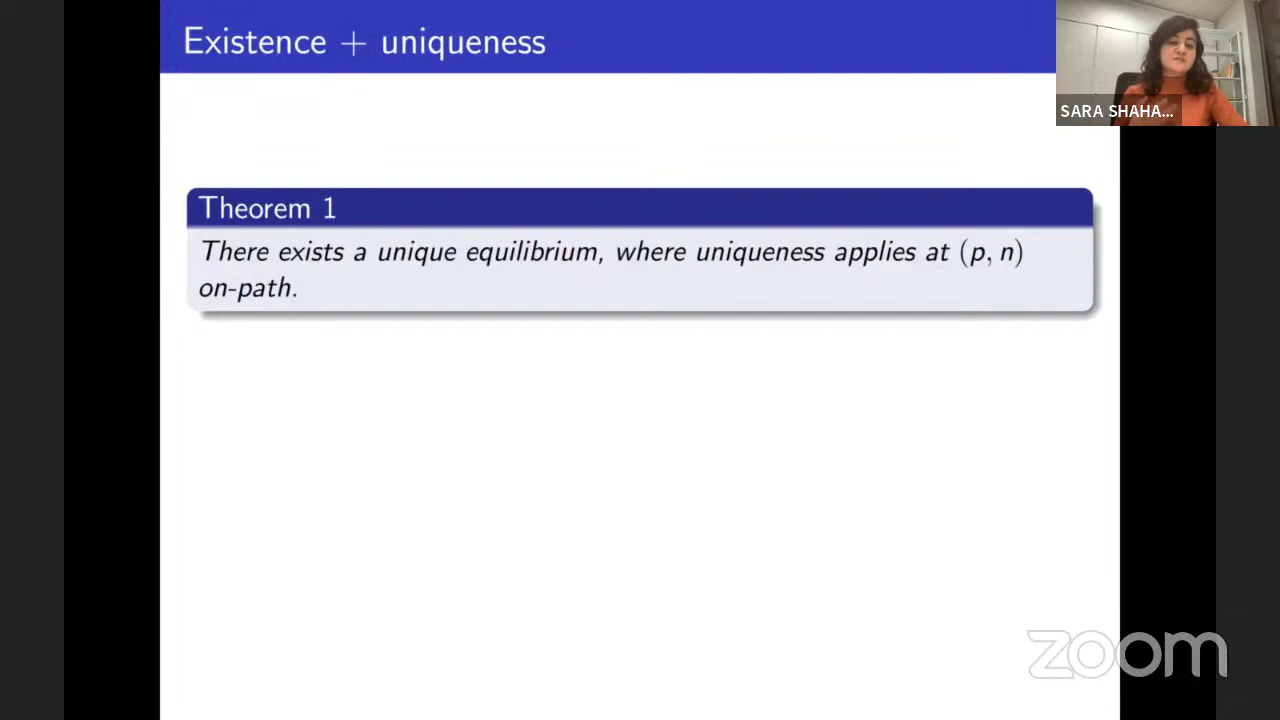 Existence + uniqueness
SARA SHAHA...
Theorem 1
There exists a unique equilibrium, where uniqueness applies at (p, n)
on-path.
zoom